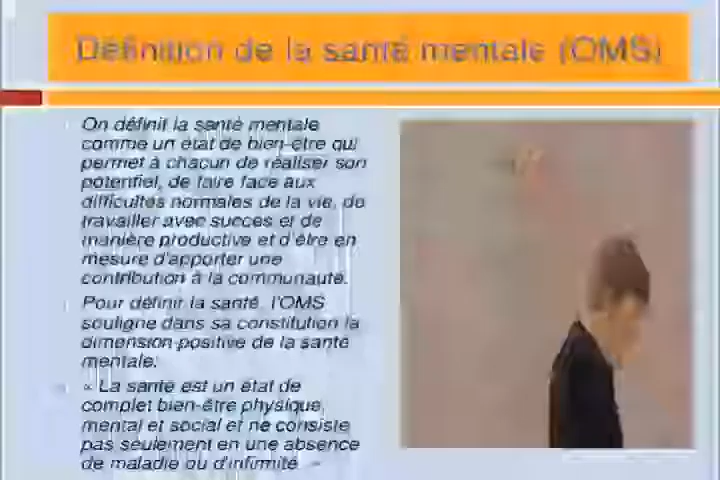 Définition de la santé mentale (OMS)
On définit la santé mentale
comme un état de bien-être qui
permet à chacun de réaliser son
potentiel, de faire face aux
difficultés normales de la vie, de
travailler avec succès et de
manière productive et d'être en
mesure d'apporter une
contribution à la communauté.
Pour définir la santé, l'OMS
souligne dans sa constitution la
dimension positive de la santé
mentale:
« La santé est un état de
complet bien-être physique,
mental et social et ne consiste
pas seulement en une absence
de maladie ou d'infirmité. »